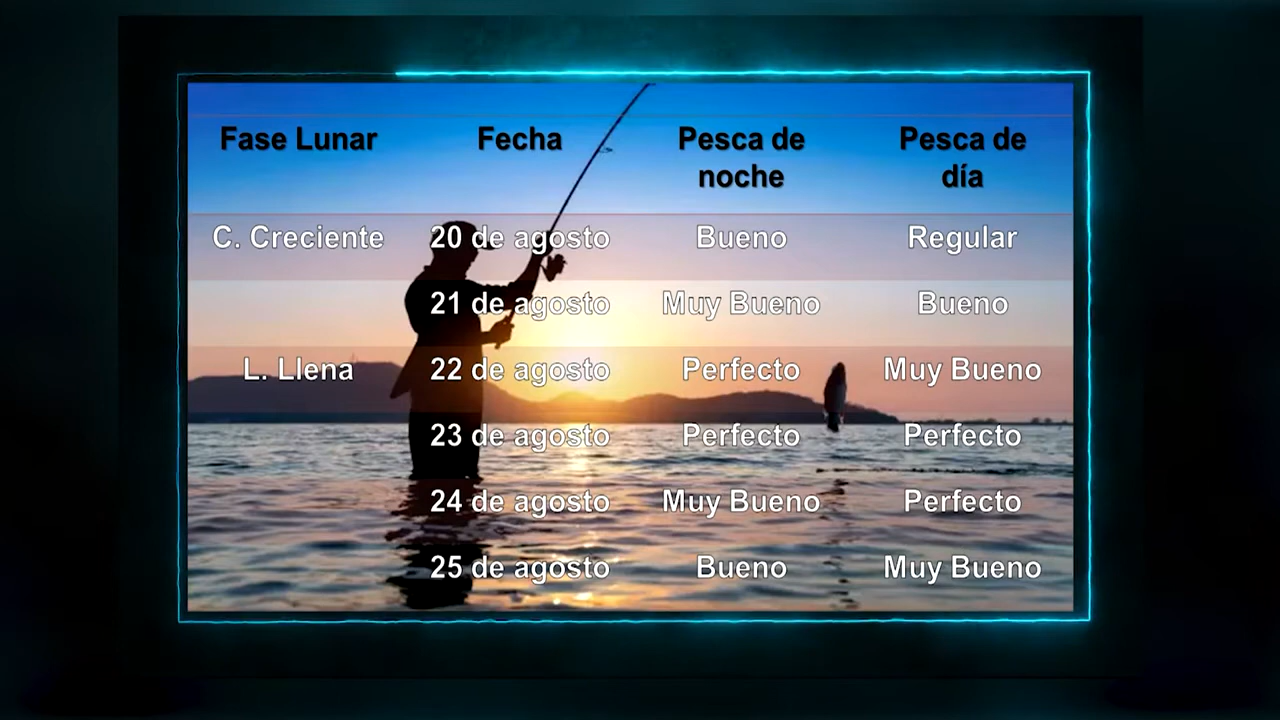 Fase Lunar Fecha Pesca de noche Pesca de día
C. Creciente 20 de agosto Bueno Regular
21 de agosto Muy Bueno Bueno
L. Llena 22 de agosto Perfecto Muy Bueno
23 de agosto Perfecto Perfecto
24 de agosto Muy Bueno Perfecto
25 de agosto Bueno Muy Bueno